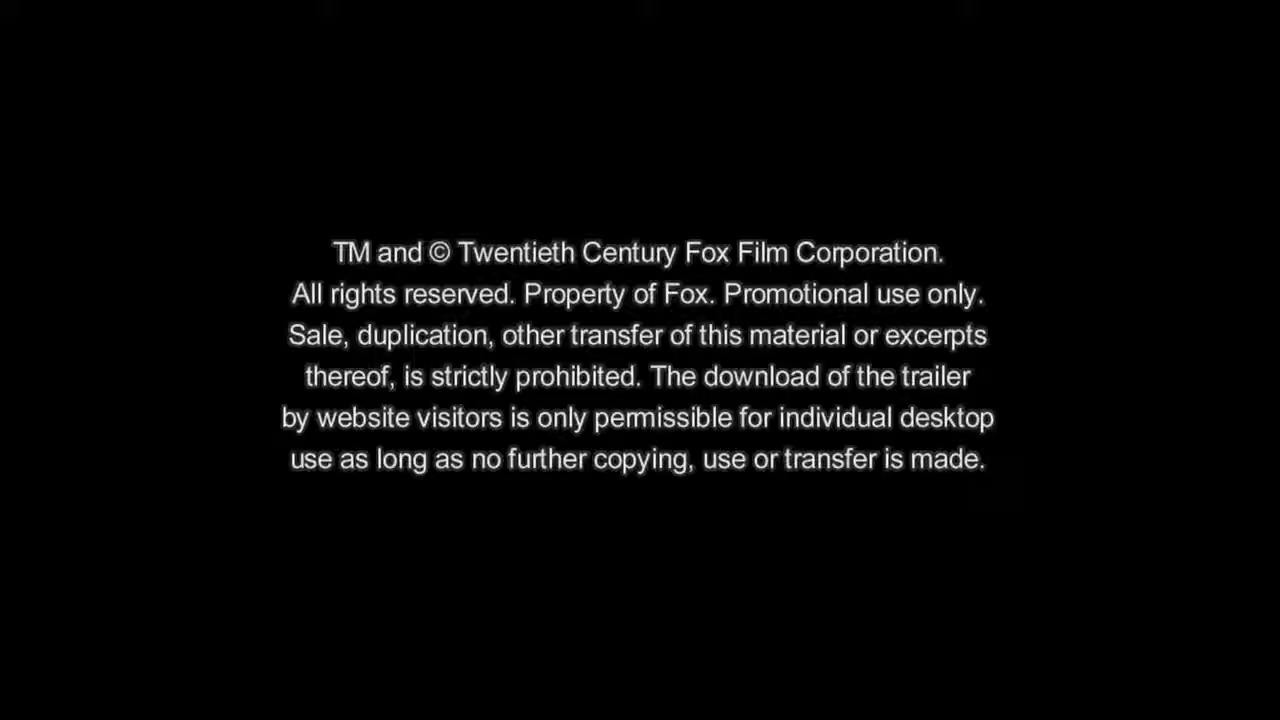 TM and © Twentieth Century Fox Film Corporation.
All rights reserved. Property of Fox. Promotional use only.
Sale, duplication, other transfer of this material or excerpts
thereof, is strictly prohibited. The download of the trailer
by website visitors is only permissible for individual desktop
use as long as no further copying, use or transfer is made.